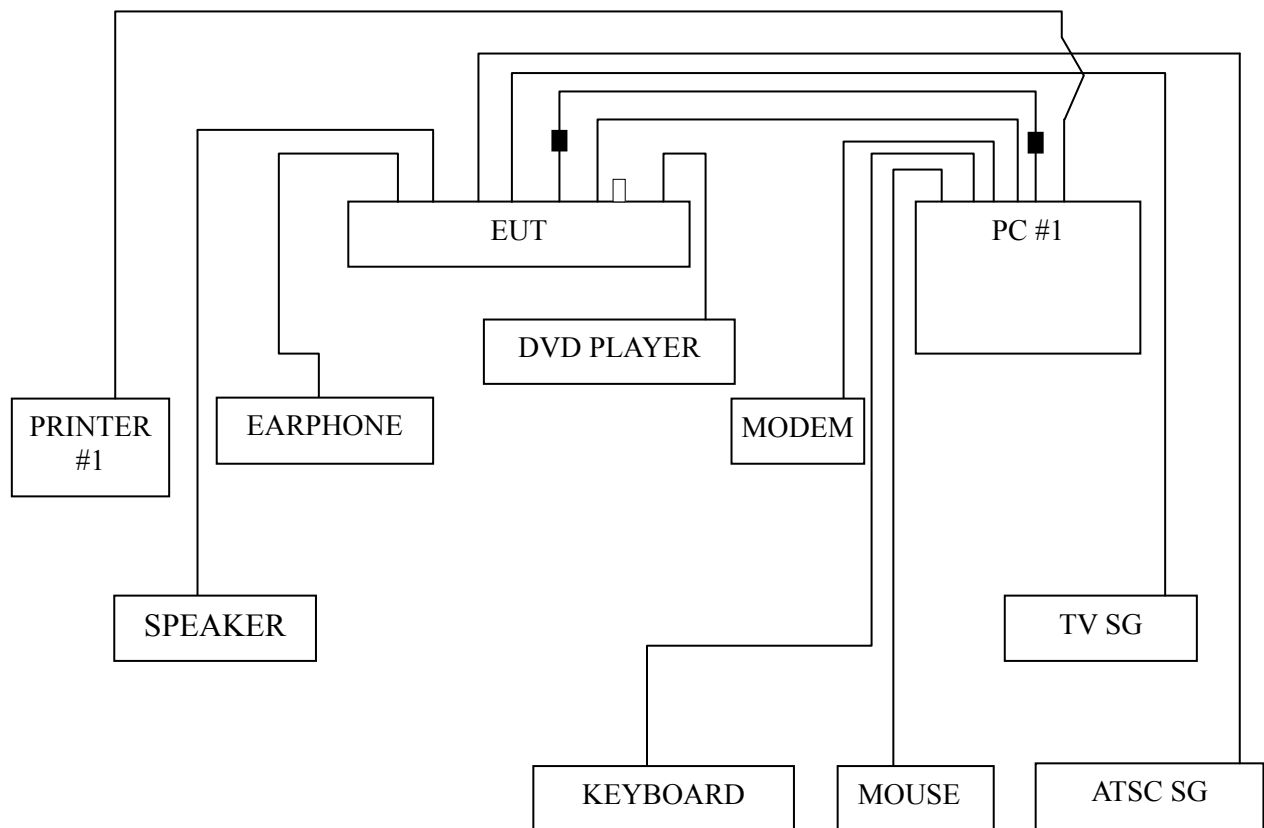 EUT
PC #1
DVD PLAYER
PRINTER
#1
EARPHONE
MODEM
SPEAKER
TV SG
KEYBOARD
MOUSE
ATSC SG